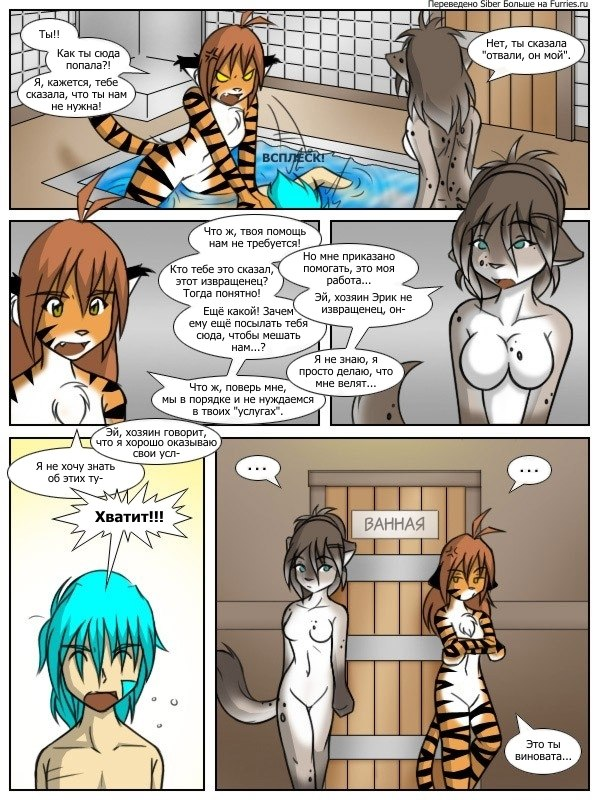 Переведено Siber Больше на Furries.ru
Ты!!
Как ты сюда
попала?!
Я, кажется, тебе
сказала, что ты нам
не нужна!
Нет, ты сказала
"отвали, он мой".
ВСПЛЕСК!
Что ж, твоя помощь
нам не требуется!
Но мне приказано
помогать, это моя
работа...
Кто тебе это сказал,
этот извращенец?
Тогда понятно!
Эй, хозяин Эрик не
извращенец, он-
Ещё какой! Зачем
ему ещё посылать тебя
сюда, чтобы мешать
нам...?
Я не знаю, я
просто делаю, что
мне велят...
Что ж, поверь мне,
мы в порядке и не нуждаемся
в твоих "услугах".
Эй, хозяин говорит,
что я хорошо оказываю
свои усл-
Я не хочу знать
об этих ту-
Хватит!!!
...
...
ВАННАЯ
Это ты
виновата...